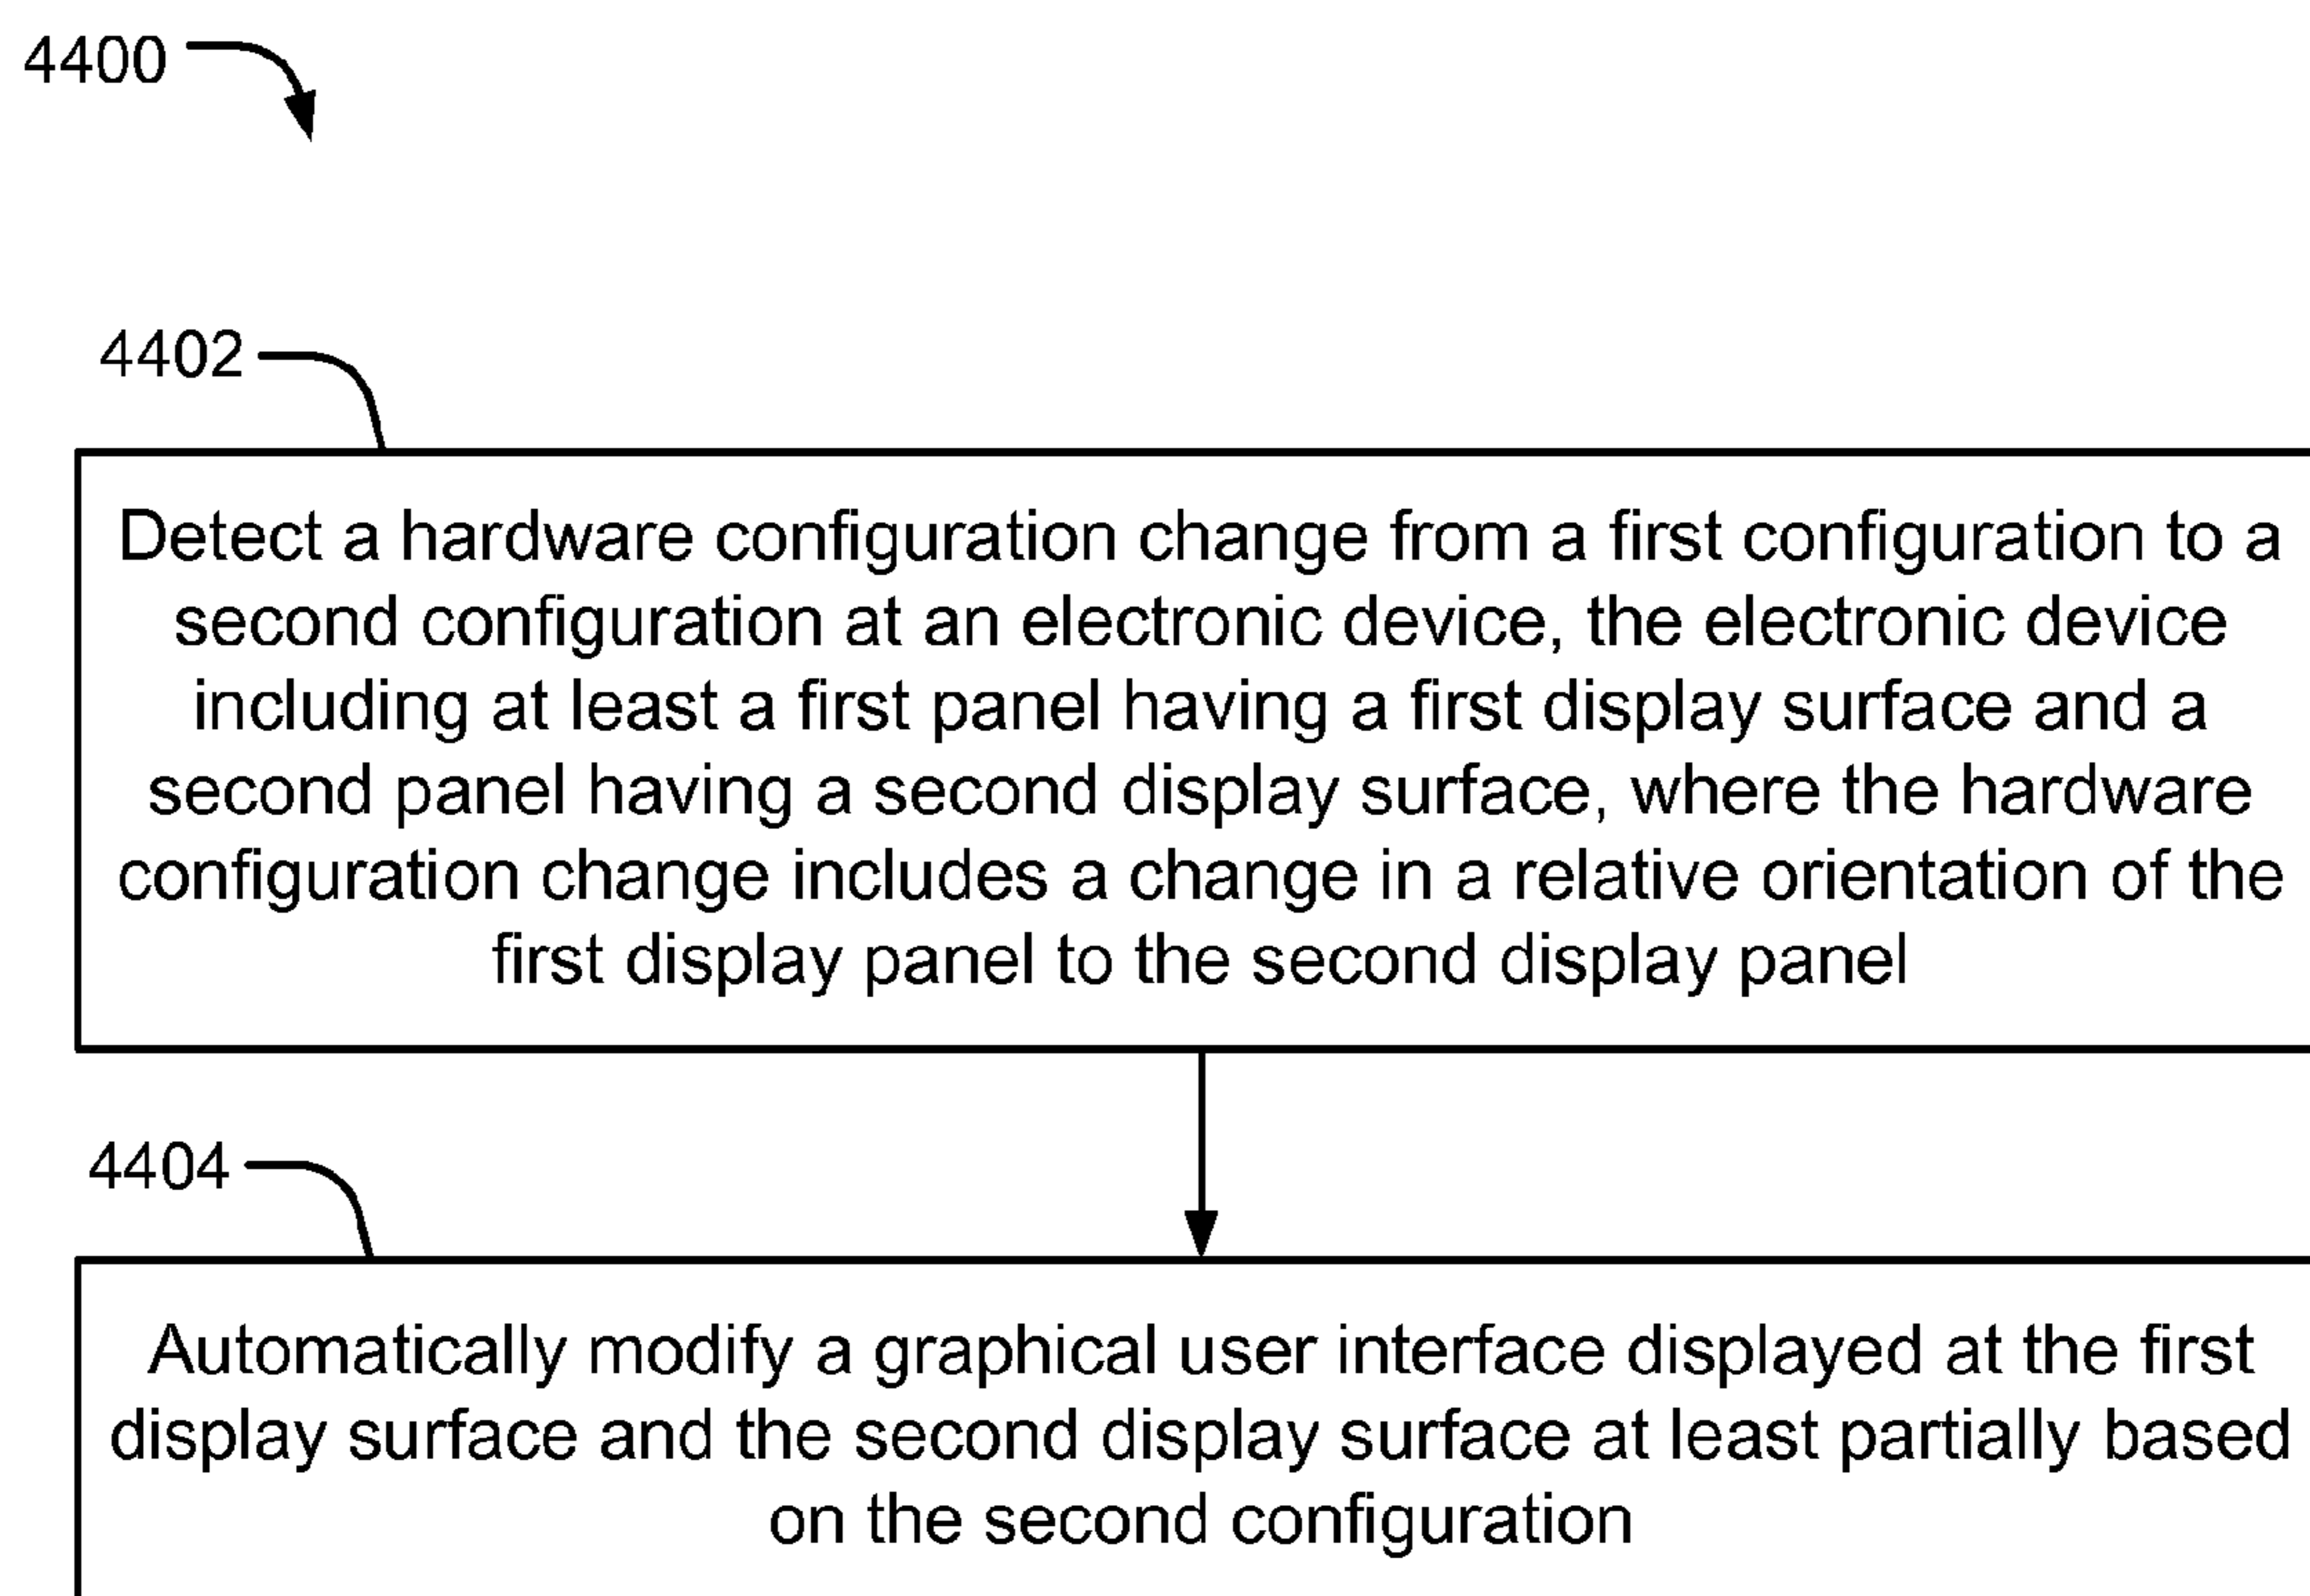 4400
4402
Detect a hardware configuration change from a first configuration to a
second configuration at an electronic device, the electronic device
including at least a first panel having a first display surface and a
second panel having a second display surface, where the hardware
configuration change includes a change in a relative orientation of the
first display panel to the second display panel
4404
Automatically modify a graphical user interface displayed at the first
display surface and the second display surface at least partially based
on the second configuration